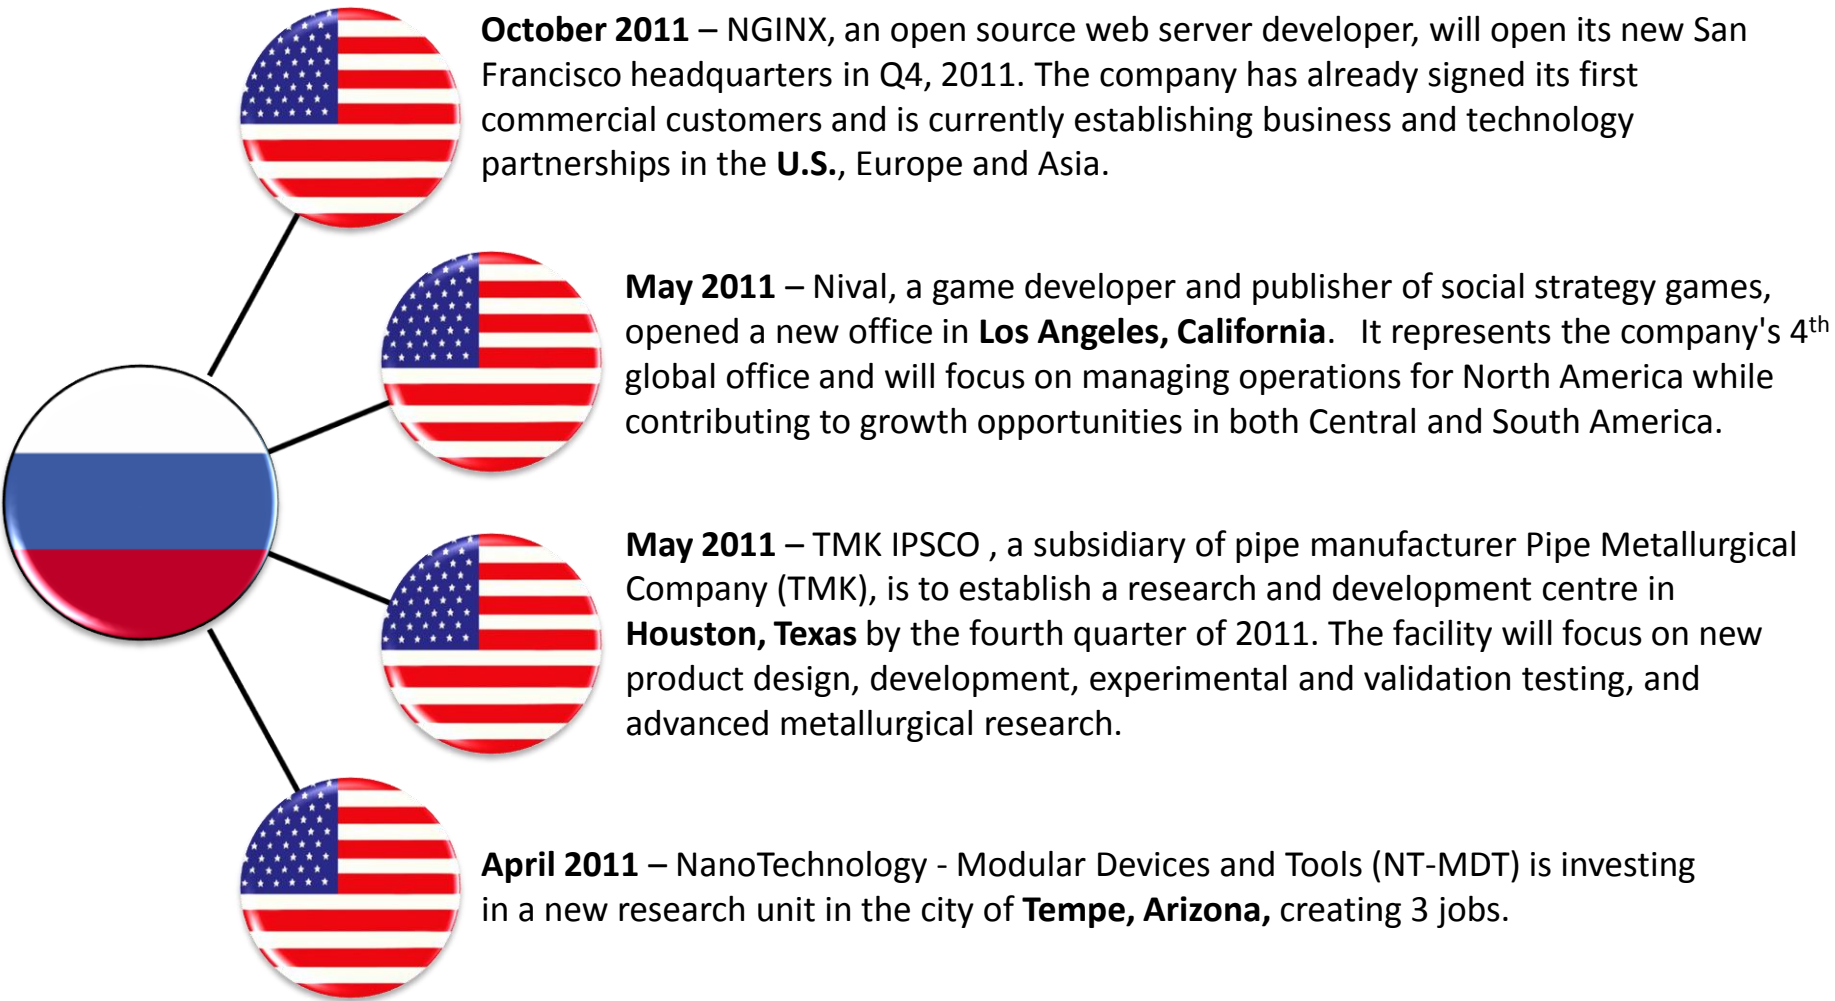 October 2011 – NGINX, an open source web server developer, will open its new San
Francisco headquarters in Q4, 2011. The company has already signed its first
commercial customers and is currently establishing business and technology
partnerships in the U.S., Europe and Asia.
May 2011 – Nival, a game developer and publisher of social strategy games,
opened a new office in Los Angeles, California.   It represents the company's 4th
global office and will focus on managing operations for North America while
contributing to growth opportunities in both Central and South America.
May 2011 – TMK IPSCO , a subsidiary of pipe manufacturer Pipe Metallurgical
Company (TMK), is to establish a research and development centre in
Houston, Texas by the fourth quarter of 2011. The facility will focus on new
product design, development, experimental and validation testing, and
advanced metallurgical research.
April 2011 – NanoTechnology - Modular Devices and Tools (NT-MDT) is investing
in a new research unit in the city of Tempe, Arizona, creating 3 jobs.